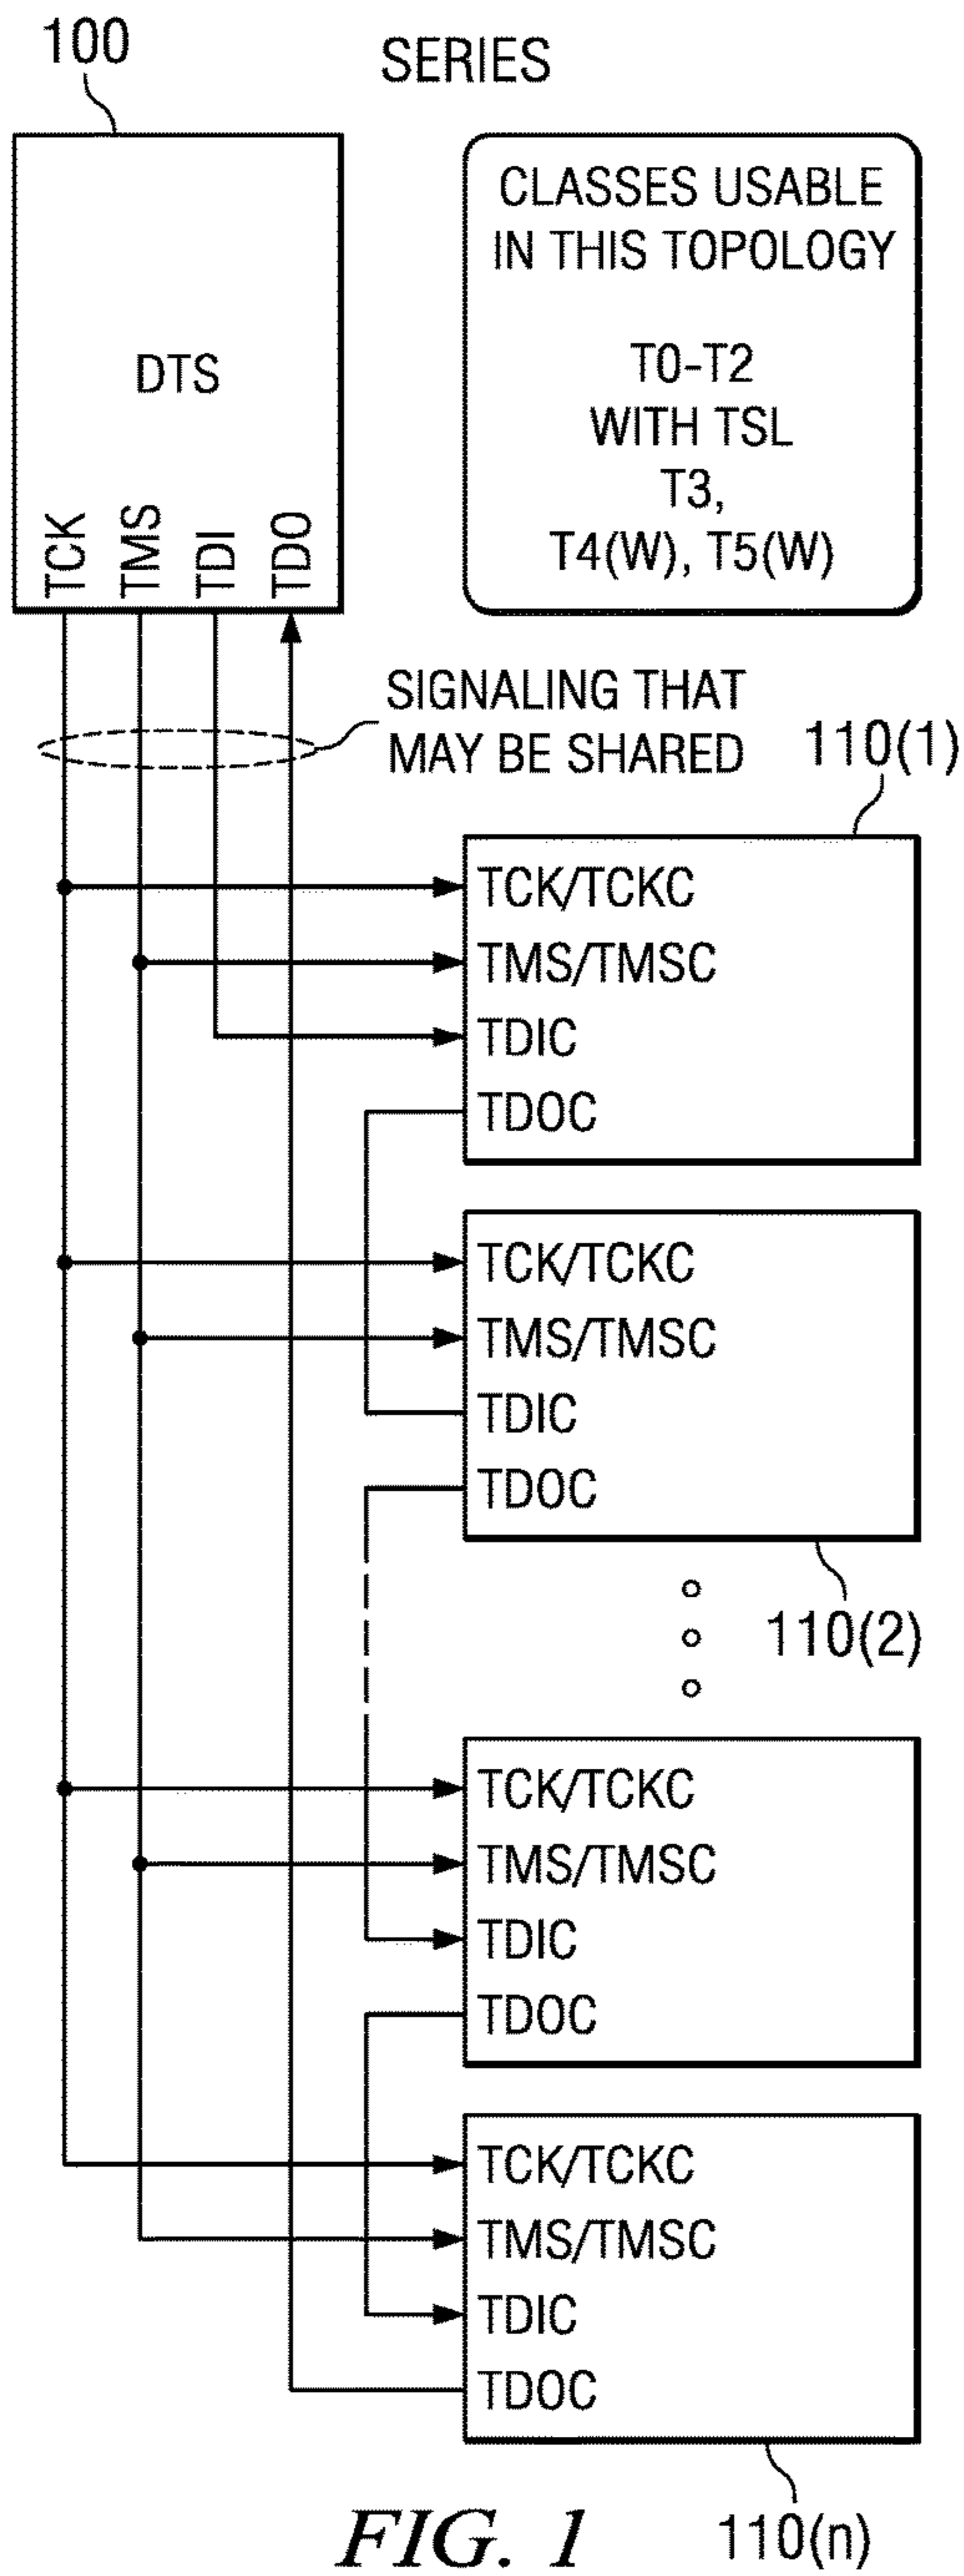 100
SERIES
CLASSES USABLE
IN THIS TOPOLOGY
T0-T2
WITH TSL
T3,
T4(W), T5(W)
DTS
TCK
TMS
TDI
TDO
SIGNALING THAT
MAY BE SHARED
110(1)
TCK/TCKC
TMS/TMSC
TDIC
TDOC
TCK/TCKC
TMS/TMSC
TDIC
TDOC
110(2)
TCK/TCKC
TMS/TMSC
TDIC
TDOC
TCK/TCKC
TMS/TMSC
TDIC
TDOC
110(n)
FIG. 1